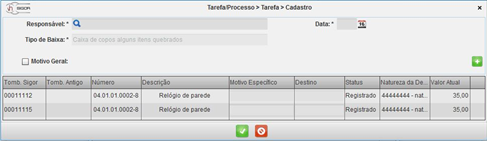 SIGOR
Tarefa/Processo > Tarefa > Cadastro
Responsável: *
Data: *
Tipo de Baixa: * Caixa de copos alguns itens quebrados
Motivo Geral:
Tomb. Sigor Tomb. Antigo Número Descrição Motivo Específico Destino Status Natureza da De... Valor Atual
00011112 04.01.01.0002-8 Relógio de parede Registrado 44444444 - nat... 35,00
00011115 04.01.01.0002-8 Relógio de parede Registrado 44444444 - nat... 35,00